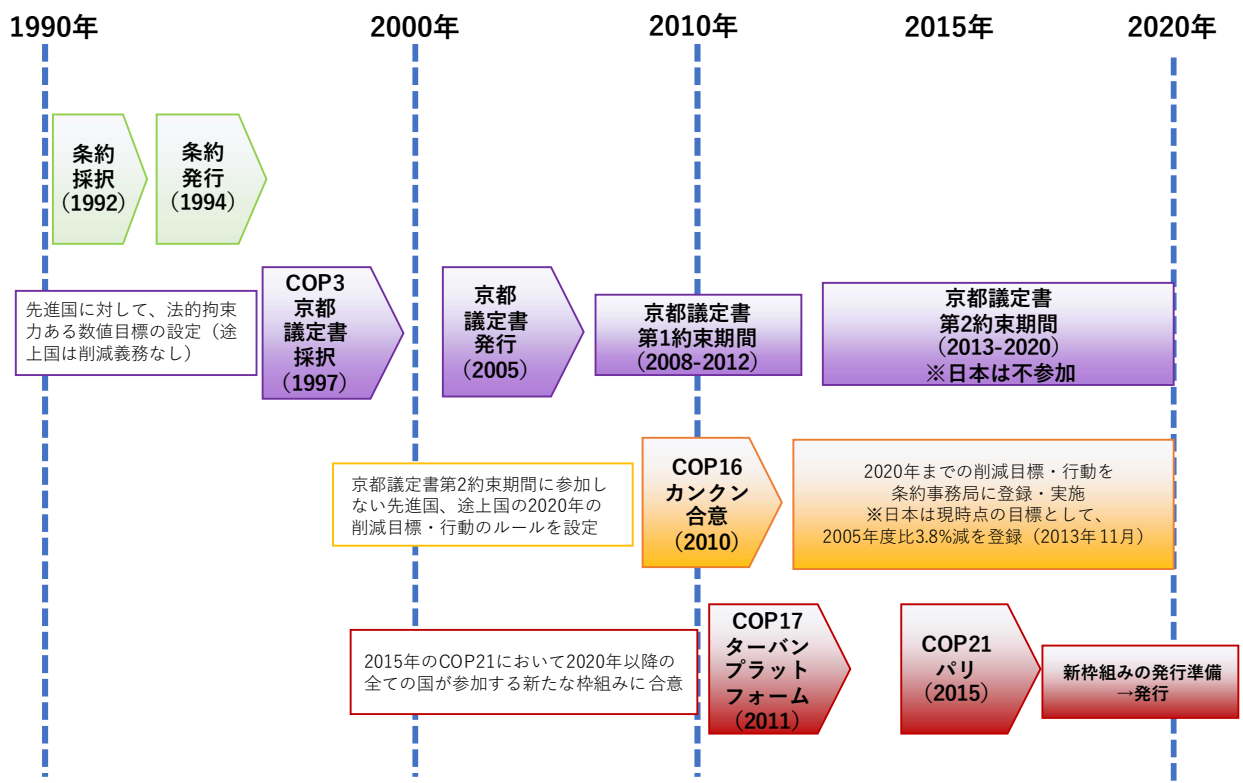 1990年
2000年
2010年
2015年
2020年
条約
採択
（1992）
条約
発行
（1994）
先進国に対して、法的拘束
力ある数値目標の設定（途
上国は削減義務なし）
COP3
京都
議定書
採択
（1997）
京都
議定書
発行
（2005）
京都議定書
第1約束期間
（2008-2012）
京都議定書
第2約束期間
（2013-2020）
※日本は不参加
京都議定書第2約束期間に参加し
ない先進国、途上国の2020年の
削減目標・行動のルールを設定
COP16
カンクン
合意
（2010）
2020年までの削減目標・行動を
条約事務局に登録・実施
※日本は現時点の目標として、
2005年度比3.8%減を登録（2013年11月）
2015年のCOP21において2020年以降の
全ての国が参加する新たな枠組みに合意
COP17
ターバン
プラット
フォーム
（2011）
COP21
パリ
（2015）
新枠組みの発行準備
→発行